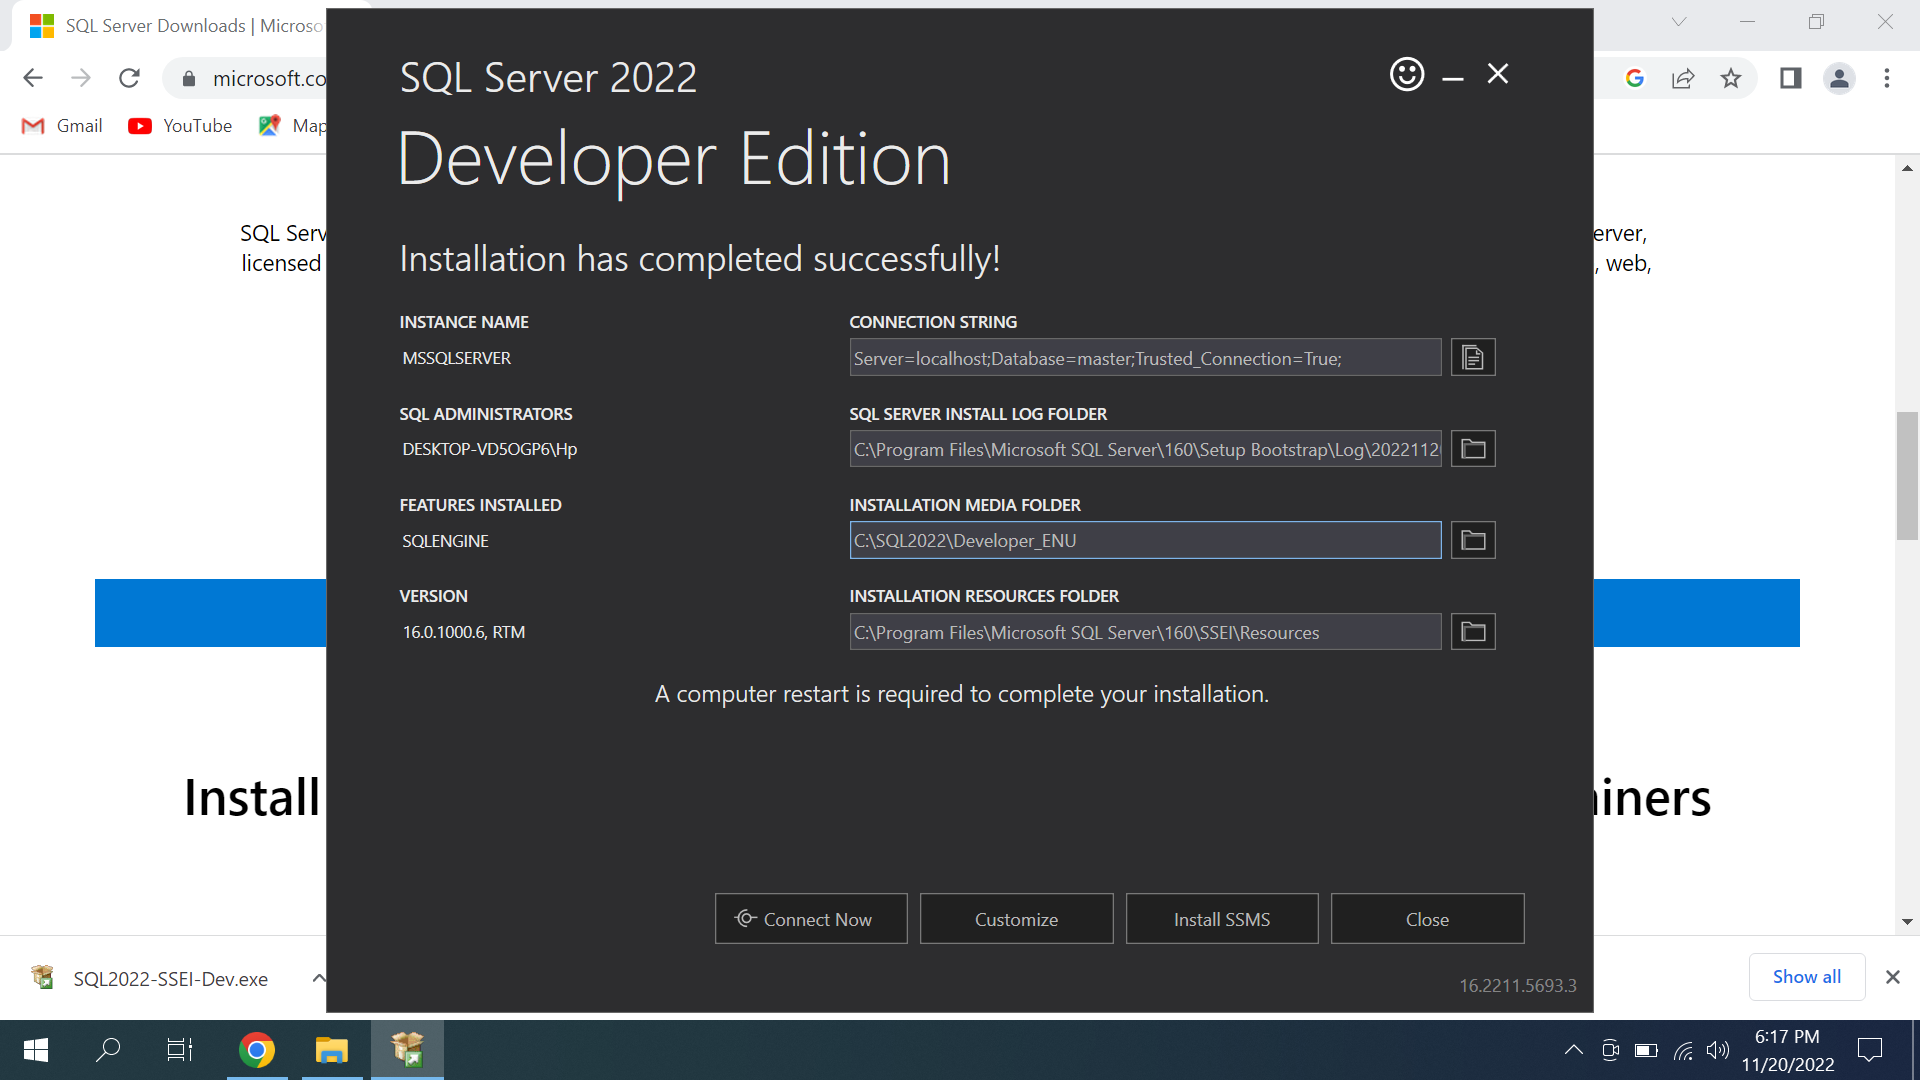 SQL Server Downloads | Microso
microsoft.co
Gmail
YouTube
Map
SQL Server 2022
Developer Edition
Installation has completed successfully!
INSTANCE NAME
MSSQLSERVER
CONNECTION STRING
Server=localhost;Database=master;Trusted_Connection=True;
SQL ADMINISTRATORS
DESKTOP-VD5OGP6\Hp
SQL SERVER INSTALL LOG FOLDER
C:\Program Files\Microsoft SQL Server\160\Setup Bootstrap\Log\2022112
FEATURES INSTALLED
SQLENGINE
INSTALLATION MEDIA FOLDER
C:\SQL2022\Developer_ENU
VERSION
16.0.1000.6, RTM
INSTALLATION RESOURCES FOLDER
C:\Program Files\Microsoft SQL Server\160\SSEI\Resources
A computer restart is required to complete your installation.
Connect Now
Customize
Install SSMS
Close
16.2211.5693.3
SQL Serv
erver,
licensed
, web,
Install
iners
SQL2022-SSEI-Dev.exe
Show all
6:17 PM
11/20/2022